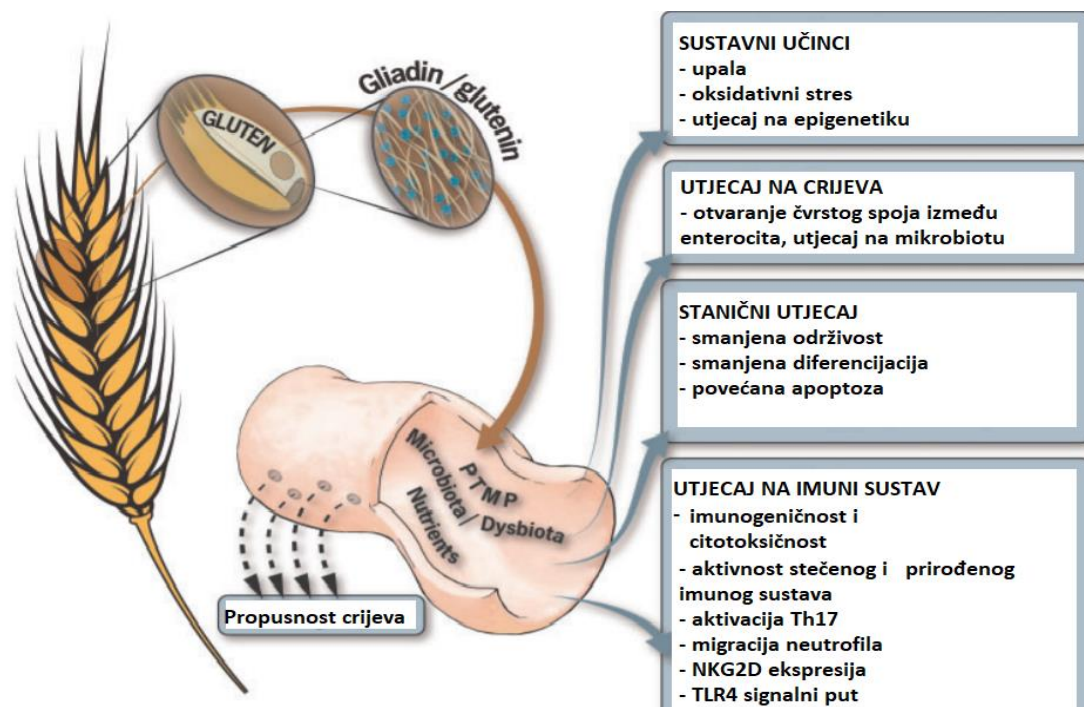 GLUTEN
Gliadin/glutenin
PTMP
Microbiota/Dysbiota
Nutrients
Propusnost crijeva
SUSTAVNI UČINCI
- upala
- oksidativni stres
- utjecaj na epigenetiku
UTJECAJ NA CRIJEVA
- otvaranje čvrstog spoja između
enterocita, utjecaj na mikrobiotu
STANIČNI UTJECAJ
- smanjena održivost
- smanjena diferencijacija
- povećana apoptoza
UTJECAJ NA IMUNI SUSTAV
- imunogeničnost i
citotoksičnost
- aktivnost stečenog i prirođenog
imunog sustava
- aktivacija Th17
- migracija neutrofila
- NKG2D ekspresija
- TLR4 signalni put